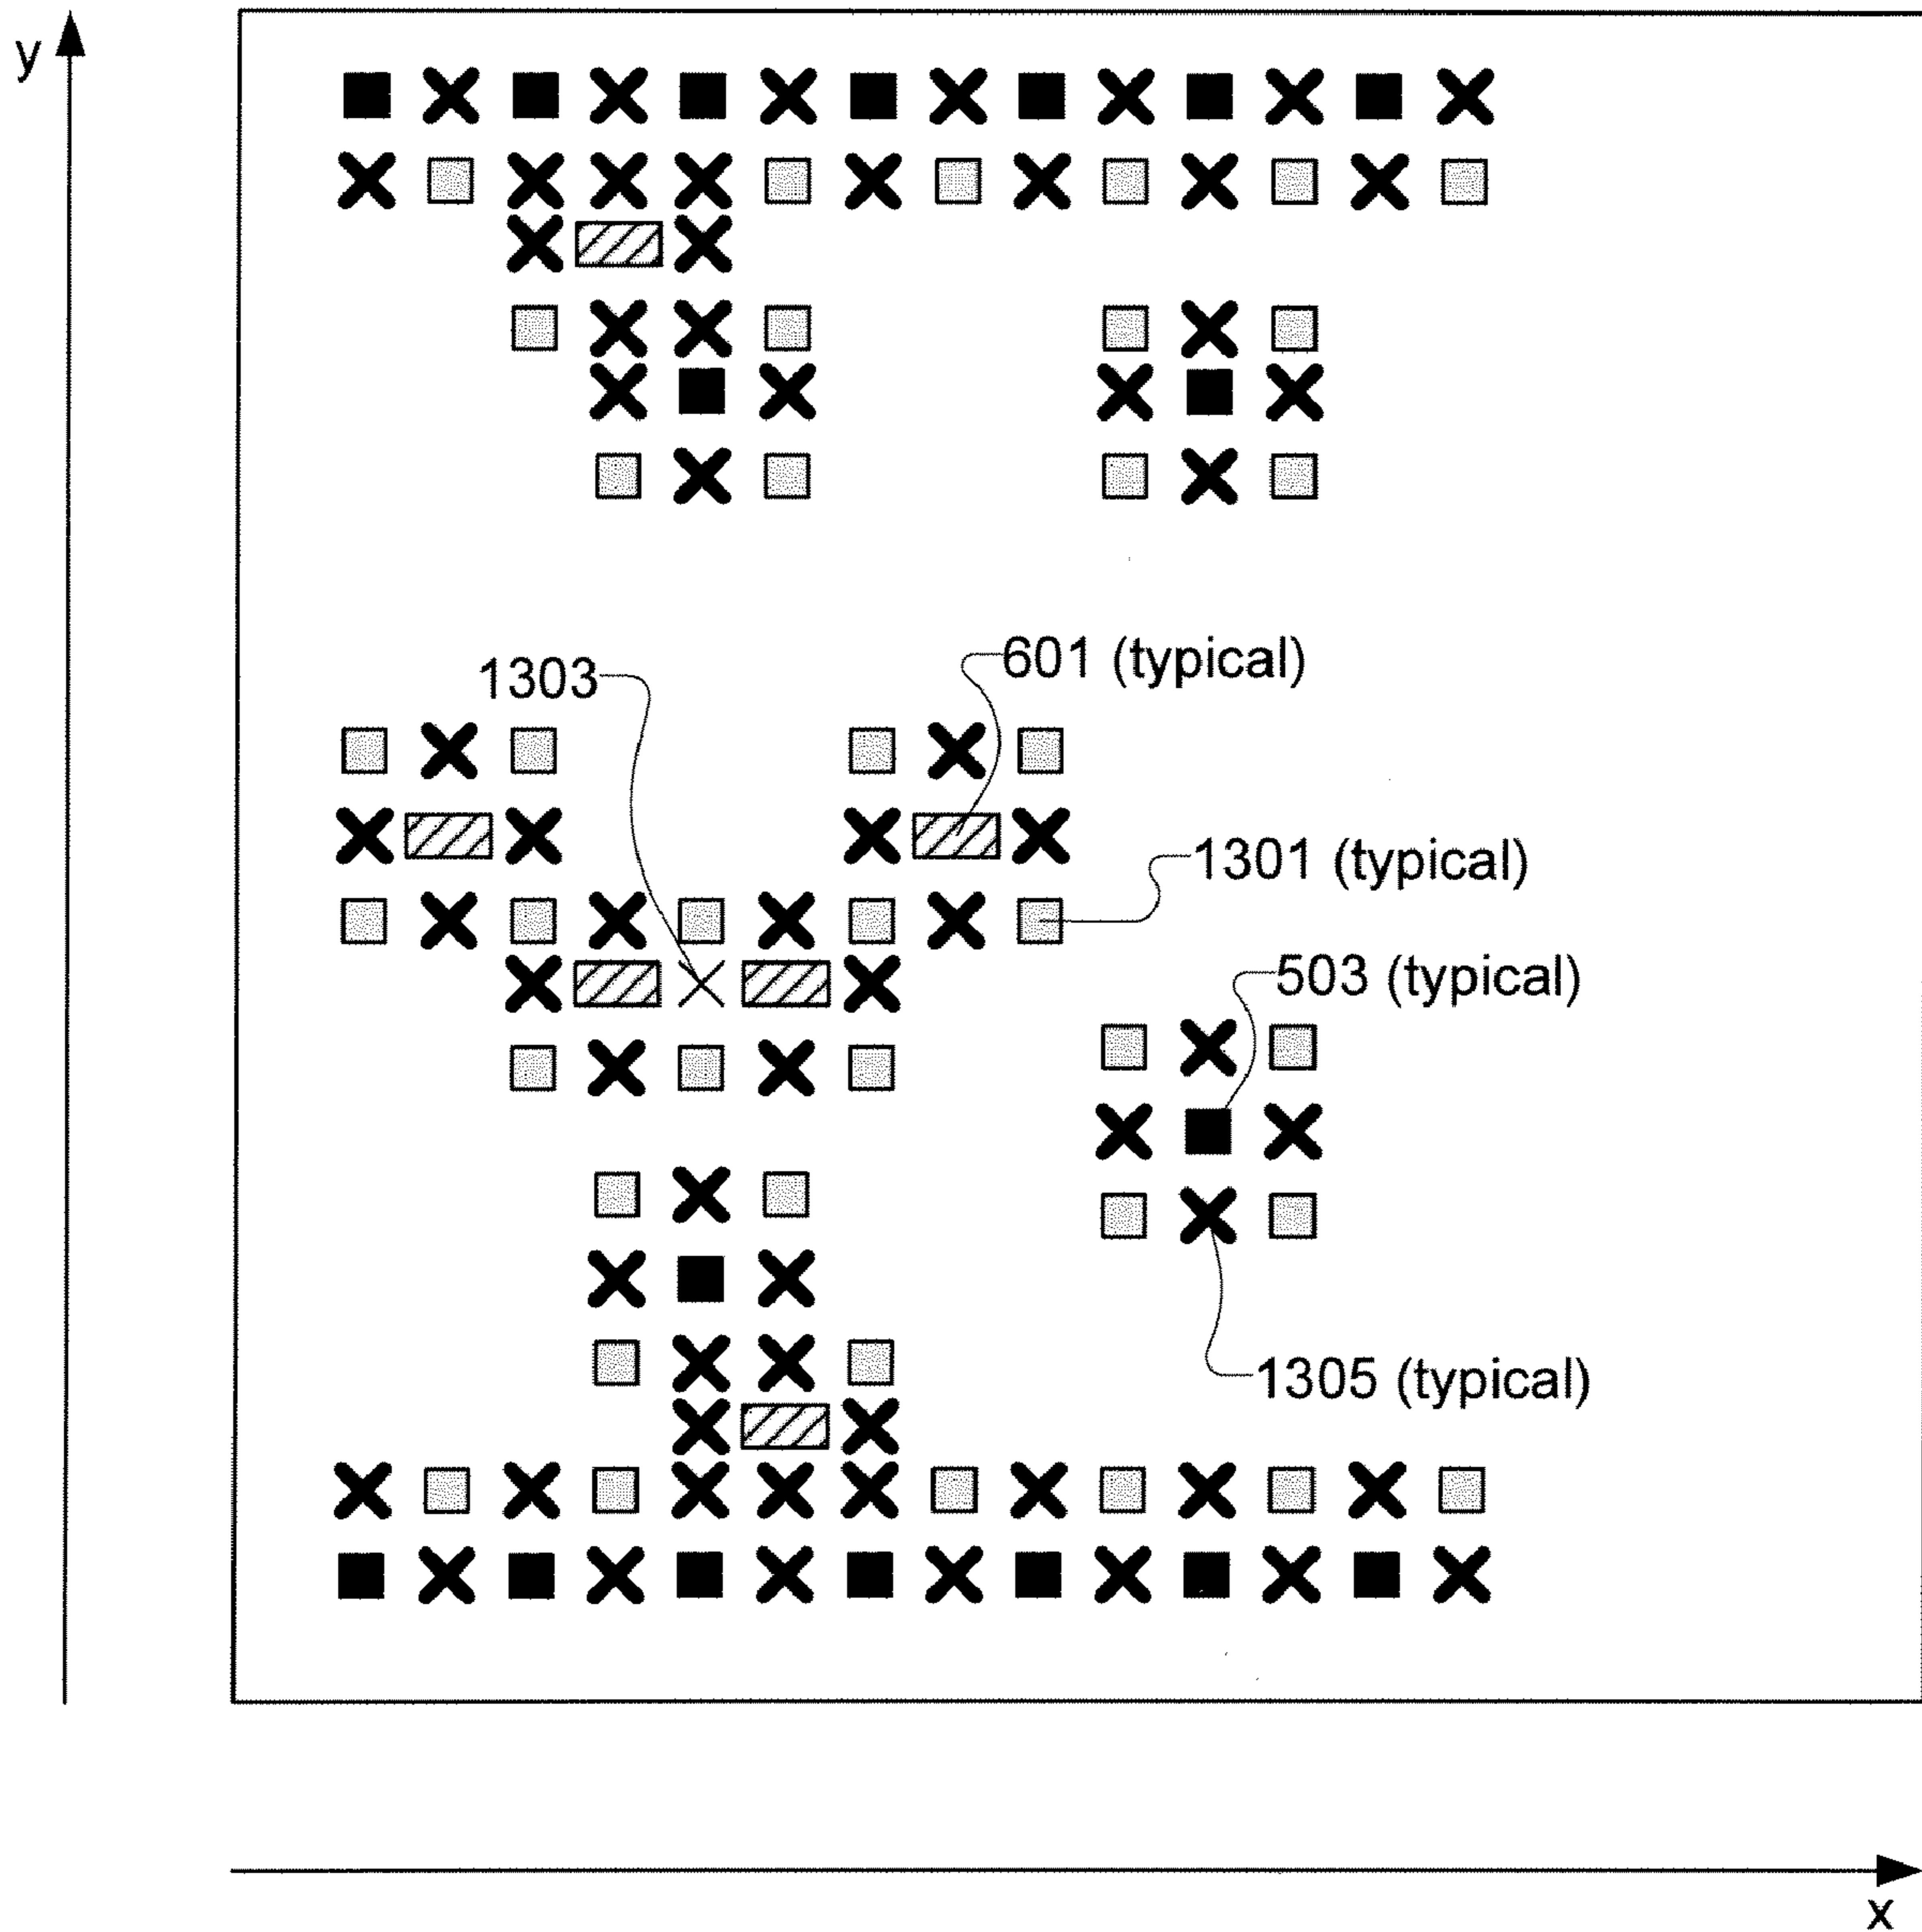 y
601 (typical)
1303
1301 (typical)
503 (typical)
1305 (typical)
x